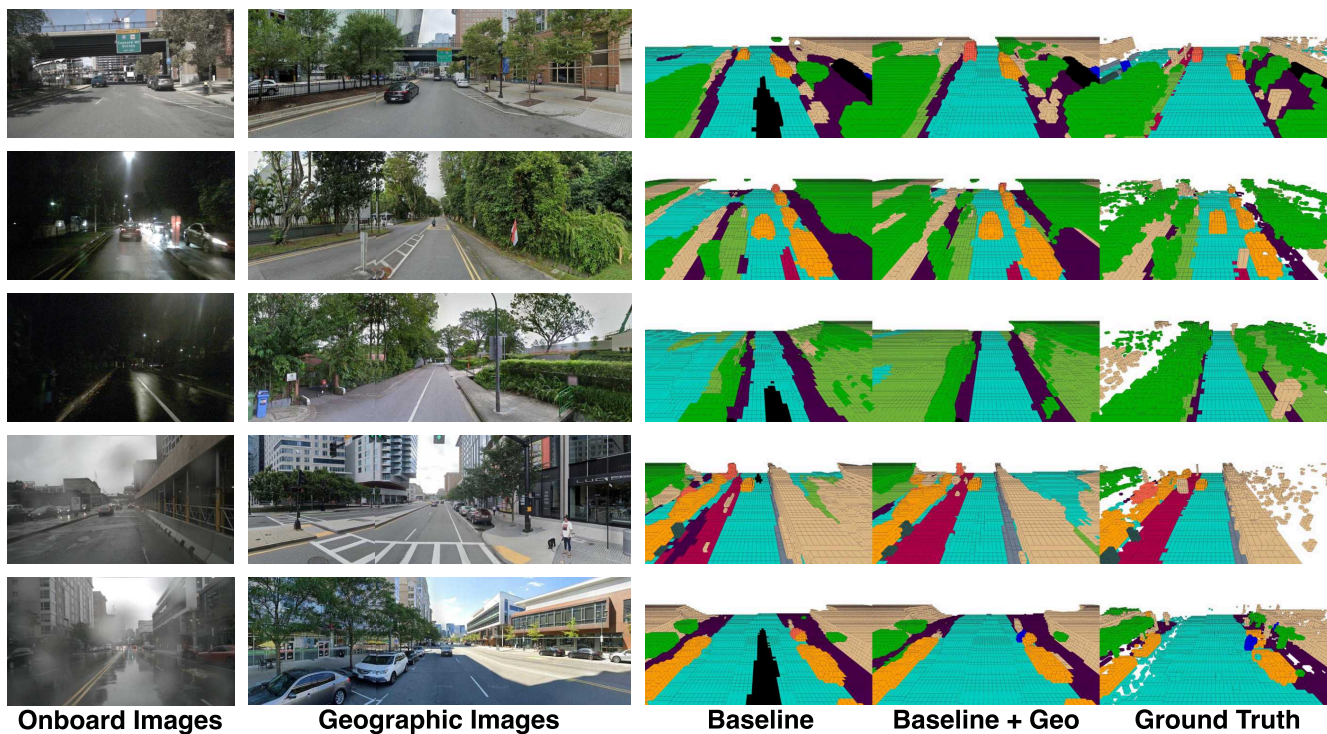 Onboard Images
Geographic Images
Baseline
Baseline + Geo
Ground Truth